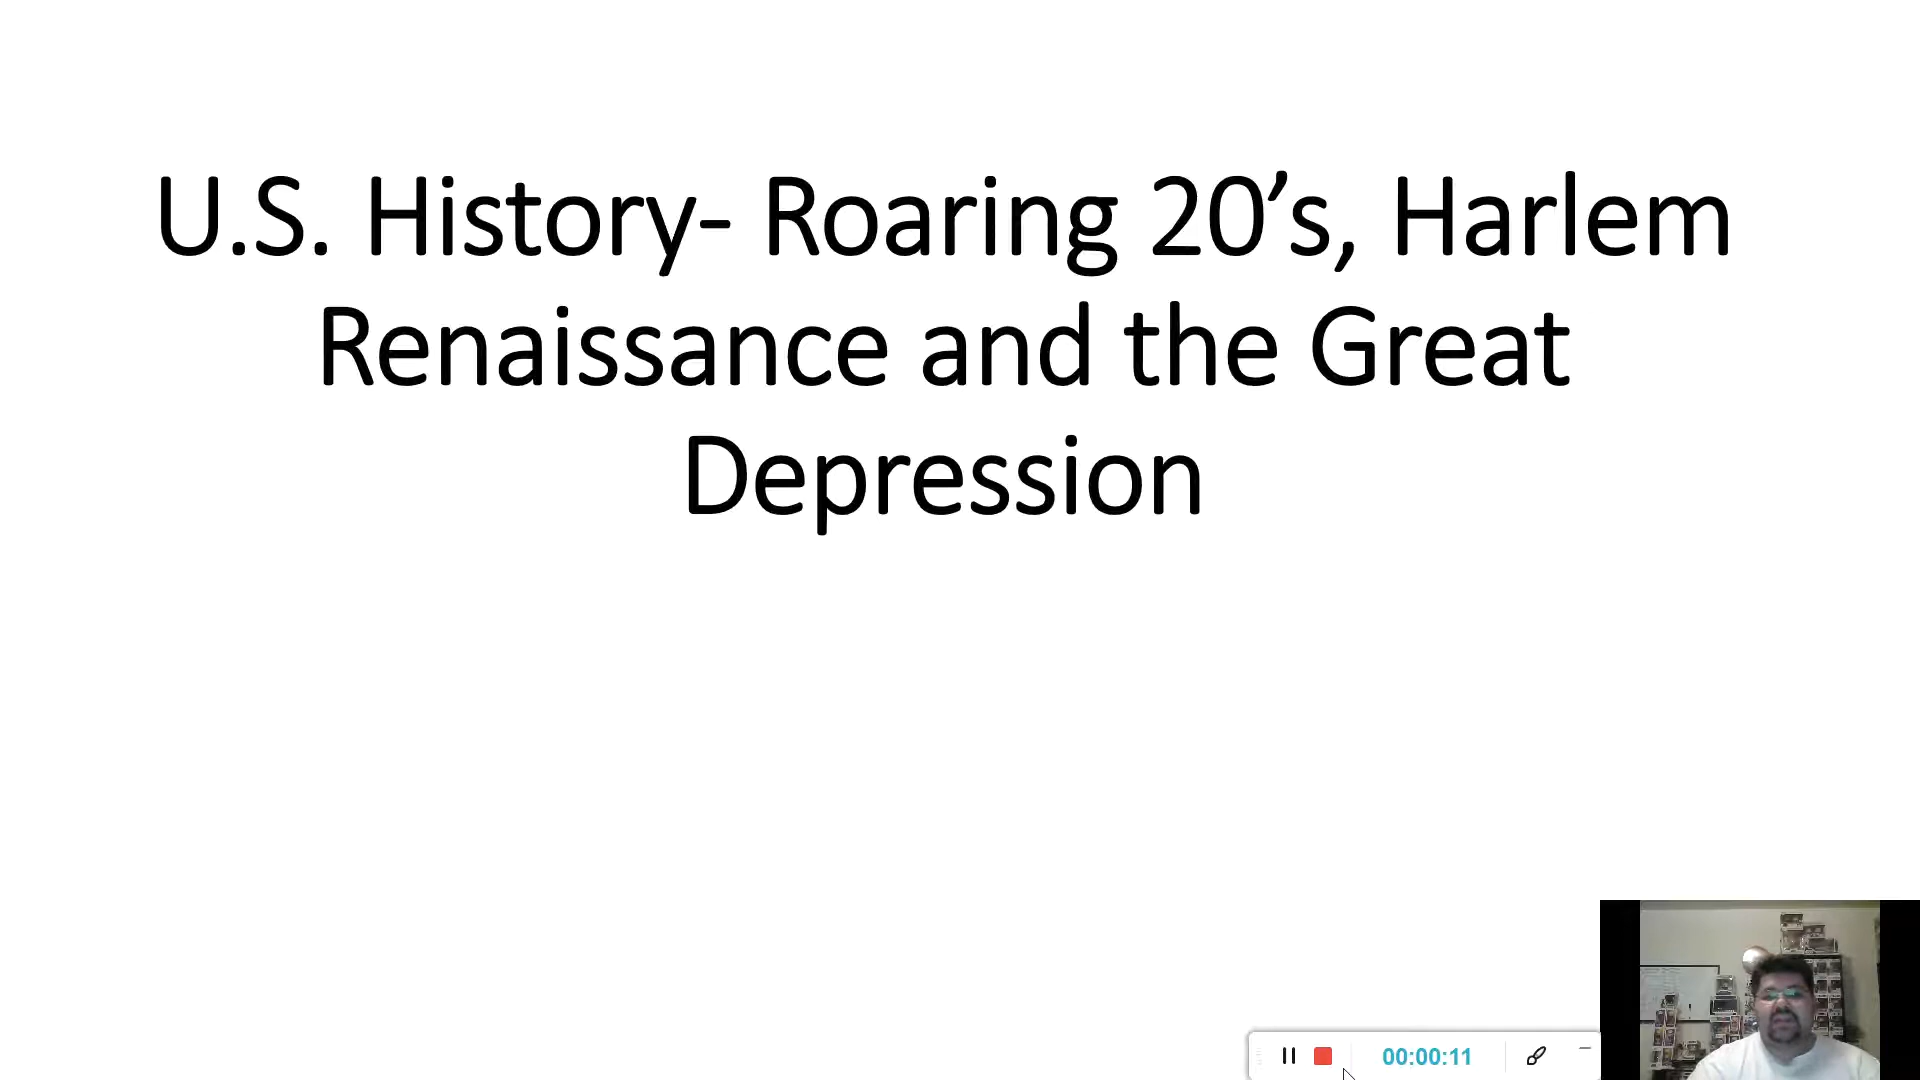 U.S. History- Roaring 20’s, Harlem
Renaissance and the Great
Depression
00:00:11